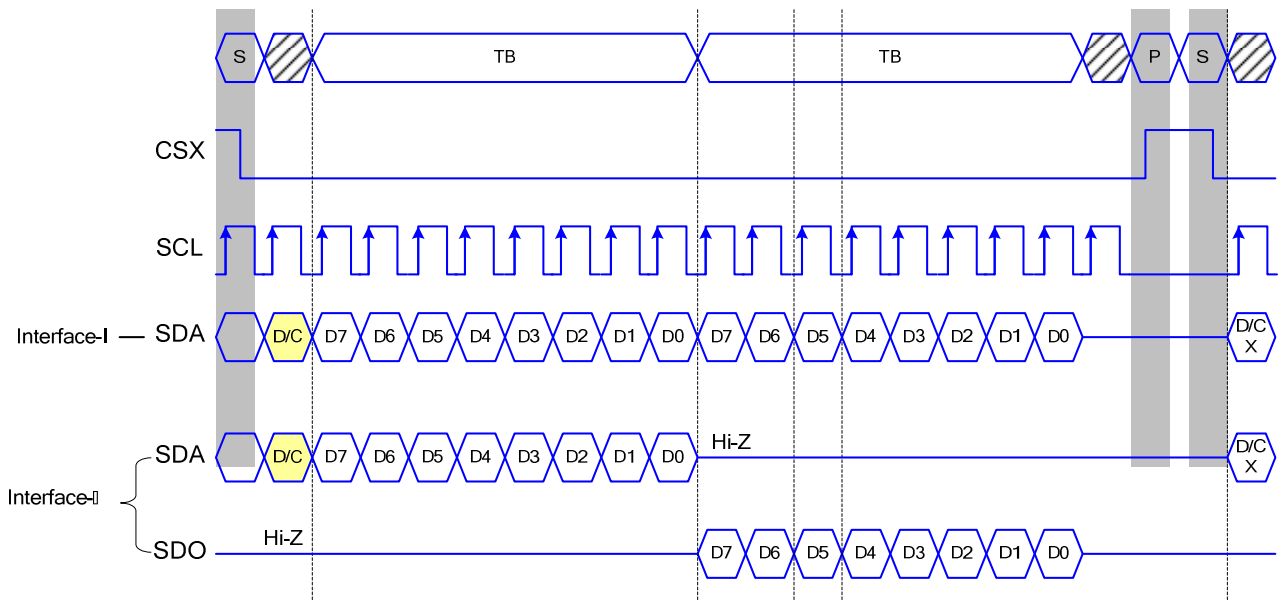 S TB TB P S
CSX
SCL
Interface-I SDA D/C D7 D6 D5 D4 D3 D2 D1 D0 D7 D6 D5 D4 D3 D2 D1 D0 D/C
X
SDA D/C D7 D6 D5 D4 D3 D2 D1 D0 Hi-Z D/C
X
Interface-▯
SDO Hi-Z D7 D6 D5 D4 D3 D2 D1 D0